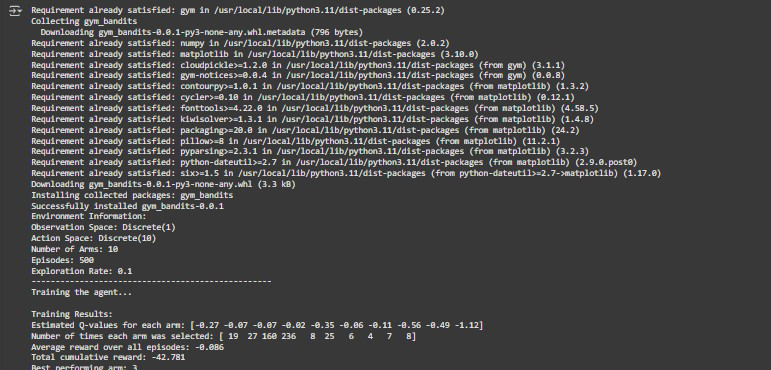 Requirement already satisfied: gym in /usr/local/lib/python3.11/dist-packages (0.25.2)
Collecting gym_bandits
  Downloading gym_bandits-0.0.1-py3-none-any.whl.metadata (796 bytes)
Requirement already satisfied: numpy in /usr/local/lib/python3.11/dist-packages (2.0.2)
Requirement already satisfied: matplotlib in /usr/local/lib/python3.11/dist-packages (3.10.0)
Requirement already satisfied: cloudpickle>=1.2.0 in /usr/local/lib/python3.11/dist-packages (from gym) (3.1.1)
Requirement already satisfied: gym-notices>=0.0.4 in /usr/local/lib/python3.11/dist-packages (from gym) (0.0.8)
Requirement already satisfied: contourpy>=1.0.1 in /usr/local/lib/python3.11/dist-packages (from matplotlib) (1.3.2)
Requirement already satisfied: cycler>=0.10 in /usr/local/lib/python3.11/dist-packages (from matplotlib) (0.12.1)
Requirement already satisfied: fonttools>=4.22.0 in /usr/local/lib/python3.11/dist-packages (from matplotlib) (4.58.5)
Requirement already satisfied: kiwisolver>=1.3.1 in /usr/local/lib/python3.11/dist-packages (from matplotlib) (1.4.8)
Requirement already satisfied: packaging>=20.0 in /usr/local/lib/python3.11/dist-packages (from matplotlib) (24.2)
Requirement already satisfied: pillow>=8 in /usr/local/lib/python3.11/dist-packages (from matplotlib) (11.2.1)
Requirement already satisfied: pyparsing>=2.3.1 in /usr/local/lib/python3.11/dist-packages (from matplotlib) (3.2.3)
Requirement already satisfied: python-dateutil>=2.7 in /usr/local/lib/python3.11/dist-packages (from matplotlib) (2.9.0.post0)
Requirement already satisfied: six>=1.5 in /usr/local/lib/python3.11/dist-packages (from python-dateutil>=2.7->matplotlib) (1.17.0)
Downloading gym_bandits-0.0.1-py3-none-any.whl (3.3 kB)
Installing collected packages: gym_bandits
Successfully installed gym_bandits-0.0.1
Environment Information:
Observation Space: Discrete(1)
Action Space: Discrete(10)
Number of Arms: 10
Episodes: 500
Exploration Rate: 0.1
--------------------------------------------------
Training the agent...
Training Results:
Estimated Q-values for each arm: [-0.27 -0.07 -0.07 -0.02 -0.35 -0.06 -0.11 -0.56 -0.49 -1.12]
Number of times each arm was selected: [ 19  27 160 236   8  25   6   4   7   8]
Average reward over all episodes: -0.086
Total cumulative reward: -42.781
Best performing arm: 3